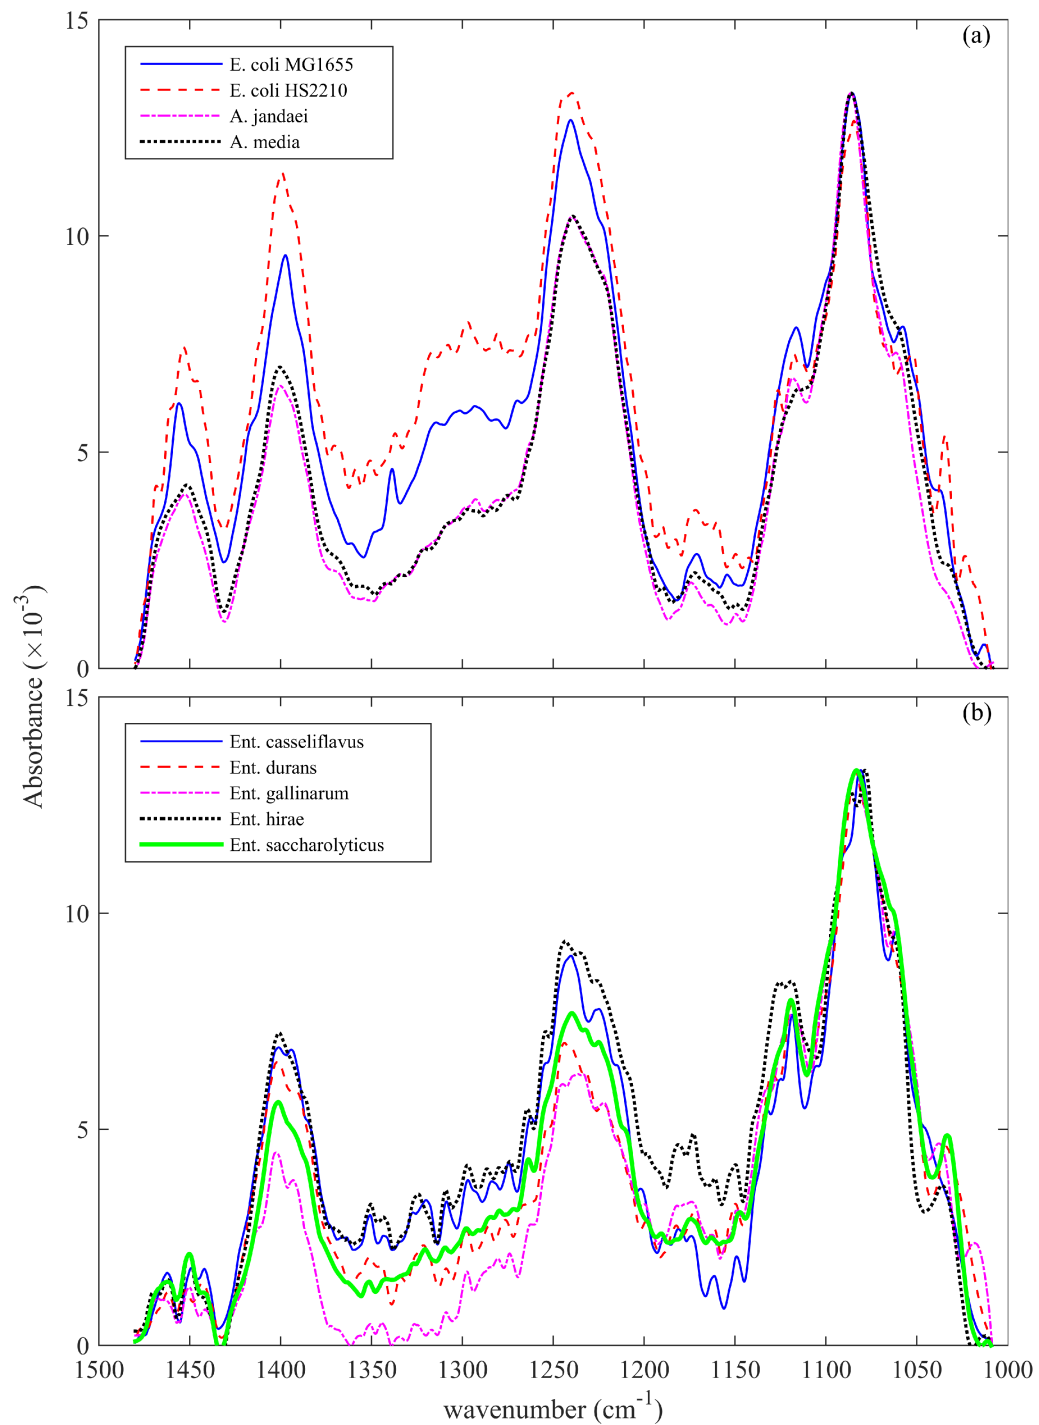 (a)
E. coli MG1655
E. coli HS2210
A. jandaei
A. media
15
10
5
0
Absorbance (×10⁻³)
(b)
Ent. casseliflavus
Ent. durans
Ent. gallinarum
Ent. hirae
Ent. saccharolyticus
15
10
5
0
1500 1450 1400 1350 1300 1250 1200 1150 1100 1050 1000
wavenumber (cm⁻¹)